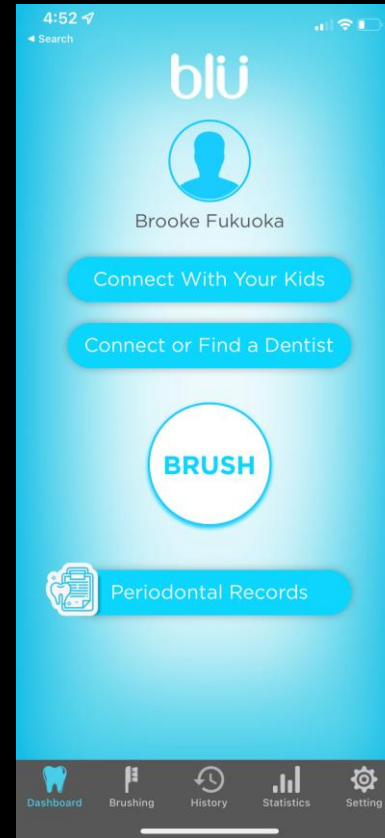 4:52
◀ Search
blü
Brooke Fukuoka
Connect With Your Kids
Connect or Find a Dentist
BRUSH
Periodontal Records
Dashboard
Brushing
History
Statistics
Setting